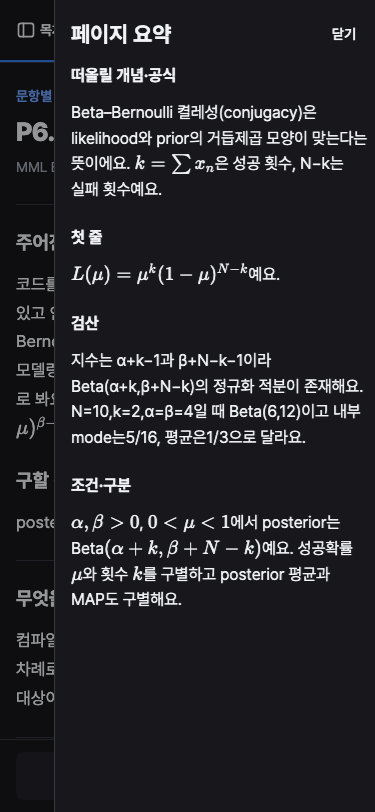 페이지 요약
닫기
떠올릴 개념·공식
Beta–Bernoulli 켤레성(conjugacy)은
likelihood와 prior의 거듭제곱 모양이 맞는다는
뜻이에요. k = ∑ xₙ은 성공 횟수, N−k는
실패 횟수예요.
첫 줄
L(μ) = μᵏ(1 − μ)ᴺ⁻ᵏ예요.
검산
지수는 α+k−1과 β+N−k−1이라
Beta(α+k,β+N−k)의 정규화 적분이 존재해요.
N=10,k=2,α=β=4일 때 Beta(6,12)이고 내부
mode는5/16, 평균은1/3으로 달라요.
조건·구분
α, β > 0, 0 < μ < 1에서 posterior는
Beta(α + k, β + N − k)예요. 성공확률
μ와 횟수 k를 구별하고 posterior 평균과
MAP도 구별해요.
문항별
P6.
MML
구할